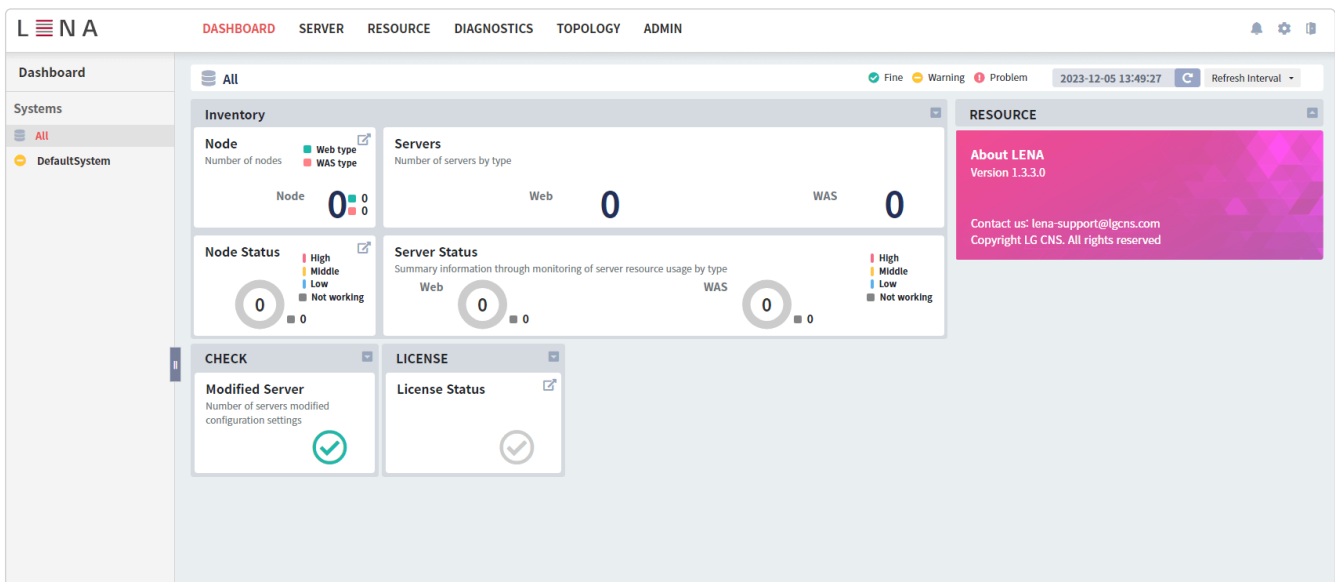 LENA
DASHBOARD SERVER RESOURCE DIAGNOSTICS TOPOLOGY ADMIN
Dashboard
Systems
All
DefaultSystem
All
Fine Warning Problem 2023-12-05 13:49:27 Refresh Interval
Inventory
Node
Number of nodes
Web type
WAS type
Node 0 0
0
Servers
Number of servers by type
Web 0 WAS 0
Node Status
High
Middle
Low
Not working
0 0
Server Status
Summary information through monitoring of server resource usage by type
Web 0 0
WAS 0 0
High
Middle
Low
Not working
CHECK
Modified Server
Number of servers modified
configuration settings
LICENSE
License Status
RESOURCE
About LENA
Version 1.3.3.0
Contact us: lena-support@lgcns.com
Copyright LG CNS. All rights reserved